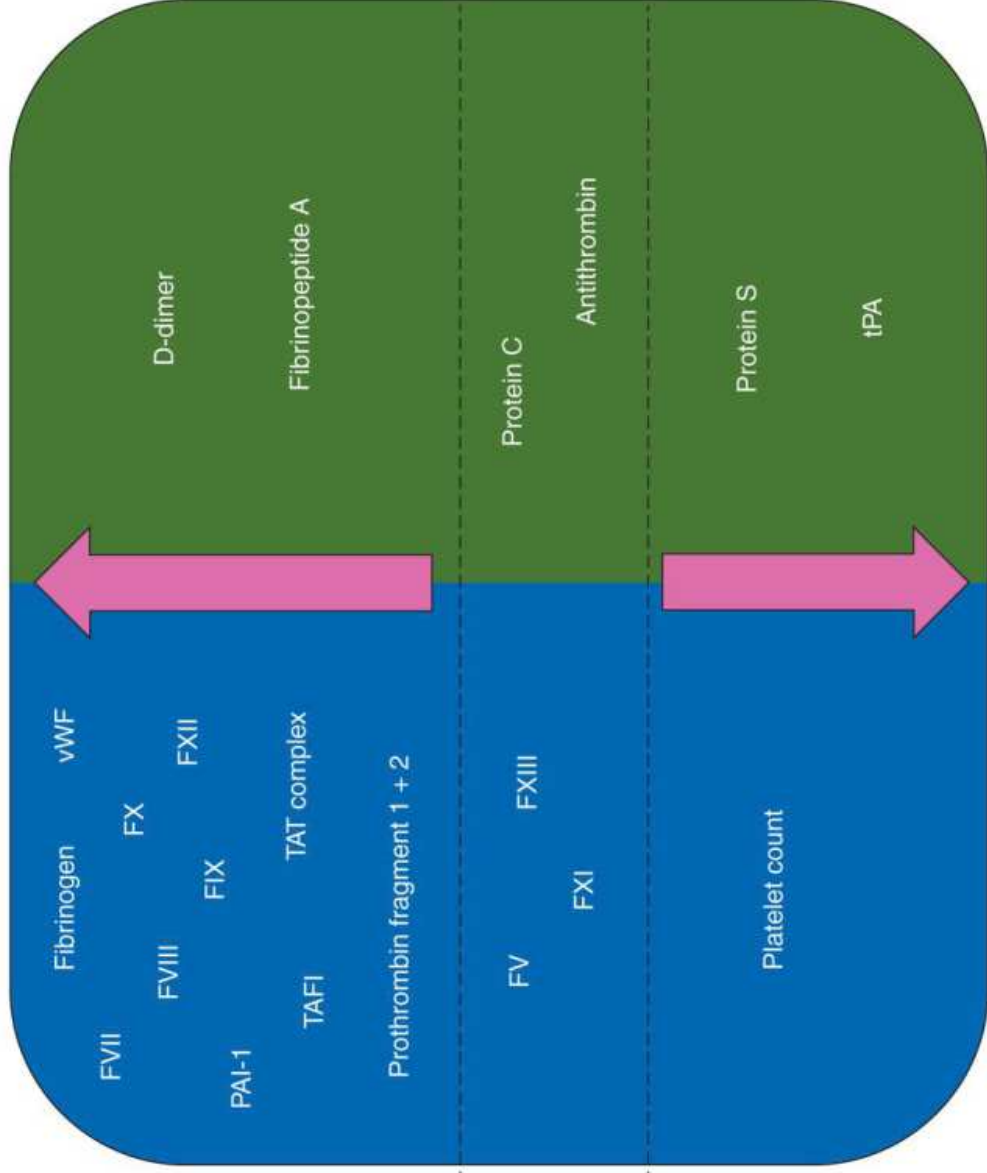 Fibrinogen
vWF
FVII
FX
FVIII
FXII
PAI-1
FIX
TAFI
TAT complex
Prothrombin fragment 1 + 2
D-dimer
Fibrinopeptide A
FV
FXIII
FXI
Protein C
Antithrombin
Platelet count
Protein S
tPA